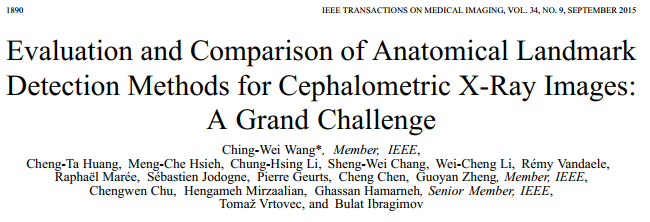 1890
IEEE TRANSACTIONS ON MEDICAL IMAGING, VOL. 34, NO. 9, SEPTEMBER 2015
Evaluation and Comparison of Anatomical Landmark
Detection Methods for Cephalometric X-Ray Images:
A Grand Challenge
Ching-Wei Wang*, Member, IEEE,
Cheng-Ta Huang, Meng-Che Hsieh, Chung-Hsing Li, Sheng-Wei Chang, Wei-Cheng Li, Rémy Vandaele,
Raphaël Marée, Sébastien Jodogne, Pierre Geurts, Cheng Chen, Guoyan Zheng, Member, IEEE,
Chengwen Chu, Hengameh Mirzaalian, Ghassan Hamarneh, Senior Member, IEEE,
Tomaž Vrtovec, and Bulat Ibragimov